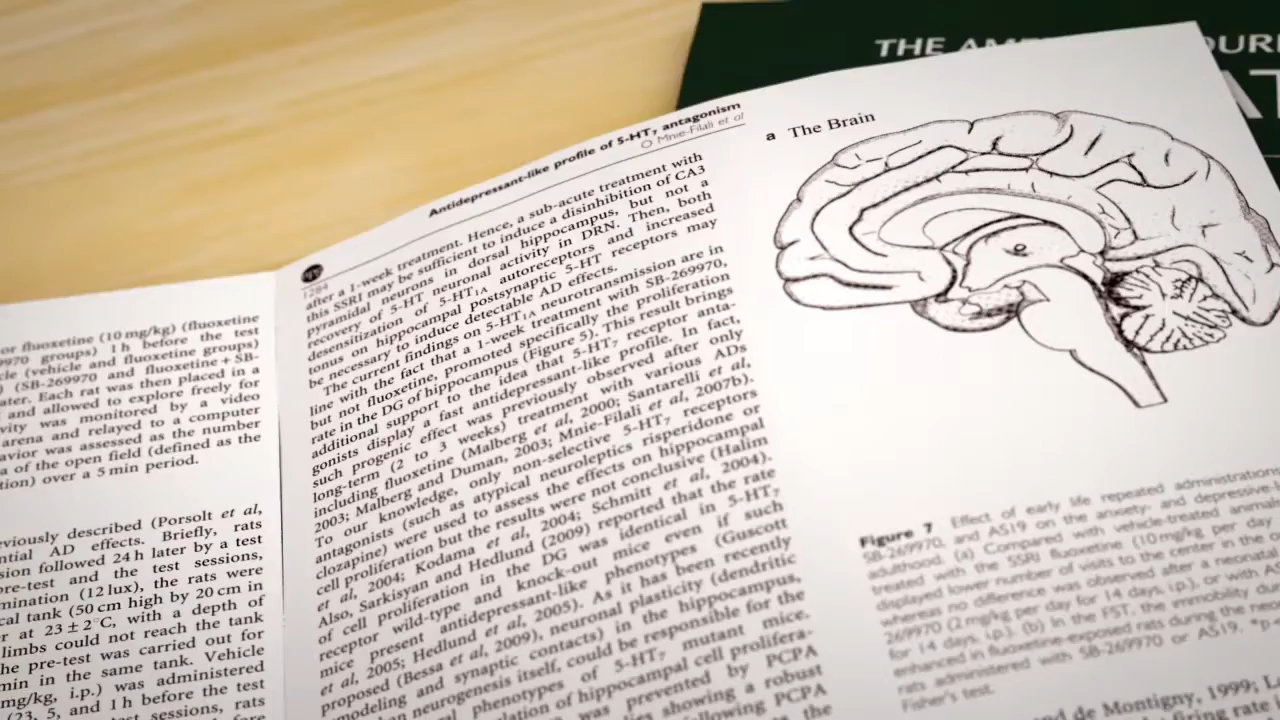 THE AM
OUR
AT
or fluoxetine (10 mg/kg) (fluoxetine
9970 groups) 1 h before the test
cle (vehicle and fluoxetine groups)
(SB-269970 and fluoxetine + SB-
ater. Each rat was then placed in a
and allowed to explore freely for
vity was monitored by a video
arena and relayed to a computer
avior was assessed as the number
a of the open field (defined as the
tion) over a 5 min period.
viously described (Porsolt et al,
ntial AD effects. Briefly, rats
sion followed 24 h later by a test
pre-test and the test sessions,
mination (12 lux), the rats were
cal tank (50 cm high by 20 cm in
r at 23 ± 2°C, with a depth of
limbs could not reach the tank
he pre-test was carried out for
min in the same tank. Vehicle
mg/kg, i.p.) was administered
(23, 5, and 1 h before the test
test sessions, rats
Antidepressant-like profile of 5-HT7 antagonism
O Mnie-Filali et al
1284
after a 1-week treatment. Hence, a sub-acute treatment with
this SSRI may be sufficient to induce a disinhibition of CA3
pyramidal neurons in dorsal hippocampus, but not a
recovery of 5-HT neuronal activity in DRN. Then, both
desensitization of 5-HT1A autoreceptors and increased
tonus on hippocampal postsynaptic 5-HT receptors may
be necessary to induce detectable AD effects.
The current findings on 5-HT1A neurotransmission are in
line with the fact that a 1-week treatment with SB-269970,
but not fluoxetine, promoted specifically the proliferation
rate in the DG of hippocampus (Figure 5). This result brings
additional support to the idea that 5-HT7 receptor anta-
gonists display a fast antidepressant-like profile. In fact,
such progenic effect was previously observed after only
long-term (2 to 3 weeks) treatment with various ADs
including fluoxetine (Malberg et al, 2000; Santarelli et al,
2003; Malberg and Duman, 2003; Mnie-Filali et al, 2007b).
To our knowledge, only non-selective 5-HT7 receptors
antagonists (such as atypical neuroleptics risperidone or
clozapine) were used to assess the effects on hippocampal
cell proliferation but the results were not conclusive (Halim
et al, 2004; Kodama et al, 2004; Schmitt et al, 2004).
Also, Sarkisyan and Hedlund (2009) reported that the rate
of cell proliferation in the DG was identical in 5-HT7
receptor wild-type and knock-out mice even if such
mice present antidepressant-like phenotypes (Guscott
et al, 2005; Hedlund et al, 2005). As it has been recently
proposed (Bessa et al, 2009), neuronal plasticity (dendritic
modeling and synaptic contacts) in the hippocampus,
an neurogenesis itself, could be responsible for the
phenotypes of 5-HT7 mutant mice.
lation of hippocampal cell prolifera-
was prevented by PCPA
ies showing a robust
following PCPA
the
a The Brain
Figure 7 Effect of early life repeated administration
SB-269970, and AS19 on the anxiety- and depressive-l
adulthood. (a) Compared with vehicle-treated animal
treated with the SSRI fluoxetine (10 mg/kg per day
displayed lower number of visits to the center in the o
whereas no difference was observed after a neonatal
269970 (2 mg/kg per day for 14 days, i.p.), or with AS
for 14 days, i.p.). (b) In the FST, the immobility du
enhanced in fluoxetine-exposed rats during the neo
rats administered with SB-269970 or AS19. *p<
Fisher's test.
d de Montigny, 1999; L
ing rate